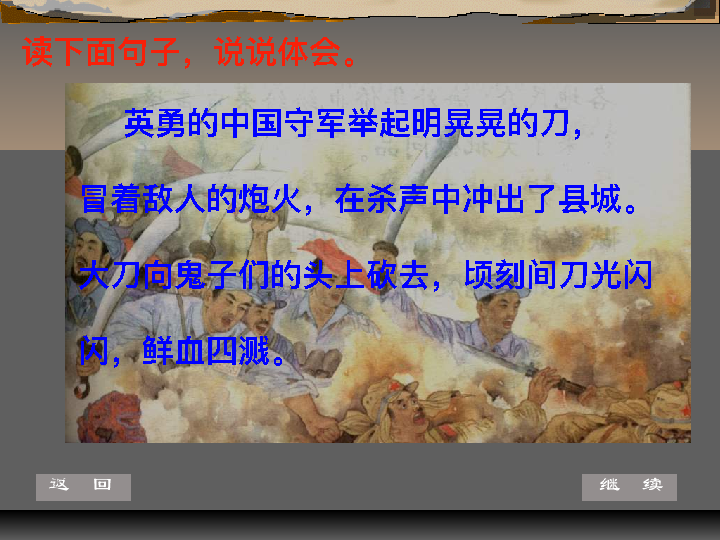 读下面句子，说说体会。
英勇的中国守军举起明晃晃的刀，
冒着敌人的炮火，在杀声中冲出了县城。
大刀向鬼子们的头上砍去，顷刻间刀光闪
闪，鲜血四溅。
返 回
继 续